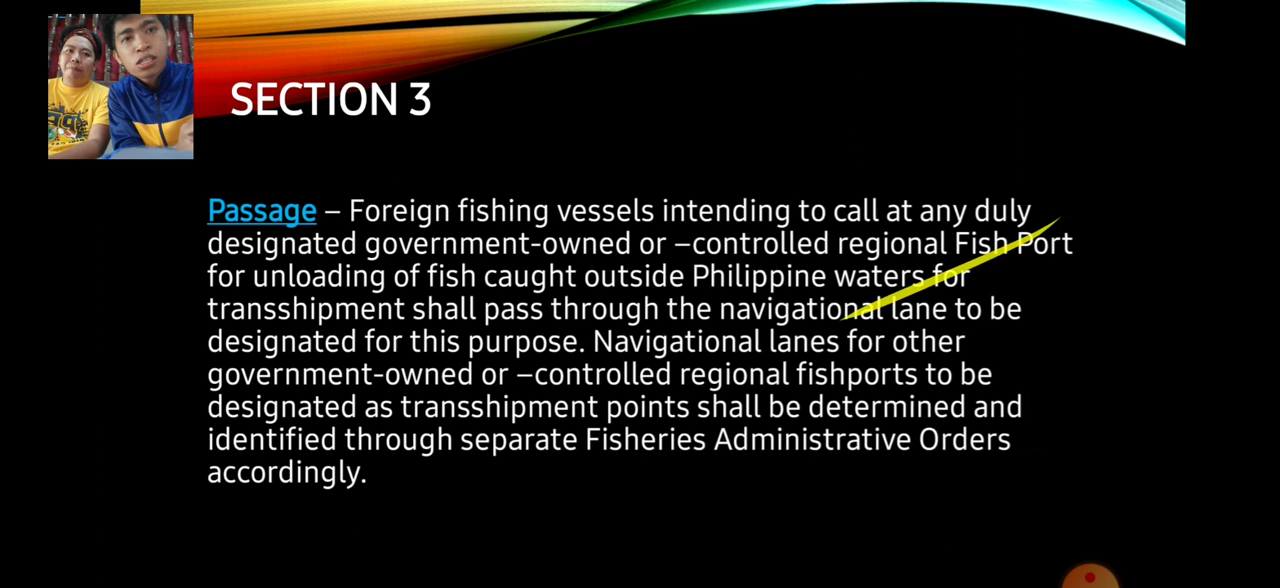 SECTION 3
Passage – Foreign fishing vessels intending to call at any duly
designated government-owned or –controlled regional Fish Port
for unloading of fish caught outside Philippine waters for
transshipment shall pass through the navigational lane to be
designated for this purpose. Navigational lanes for other
government-owned or –controlled regional fishports to be
designated as transshipment points shall be determined and
identified through separate Fisheries Administrative Orders
accordingly.